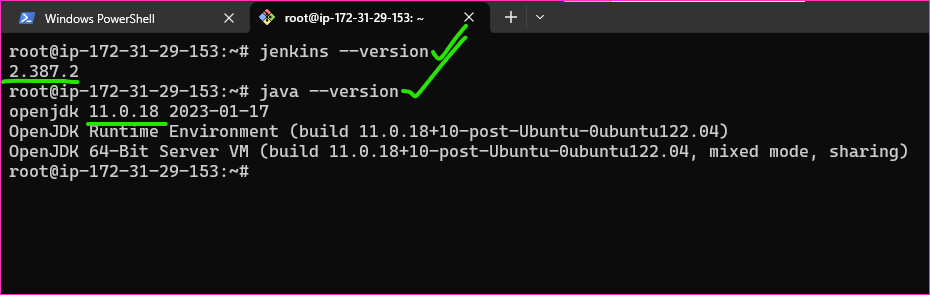 Windows PowerShell
root@ip-172-31-29-153: ~
root@ip-172-31-29-153:~# jenkins --version
2.387.2
root@ip-172-31-29-153:~# java --version
openjdk 11.0.18 2023-01-17
OpenJDK Runtime Environment (build 11.0.18+10-post-Ubuntu-0ubuntu122.04)
OpenJDK 64-Bit Server VM (build 11.0.18+10-post-Ubuntu-0ubuntu122.04, mixed mode, sharing)
root@ip-172-31-29-153:~#